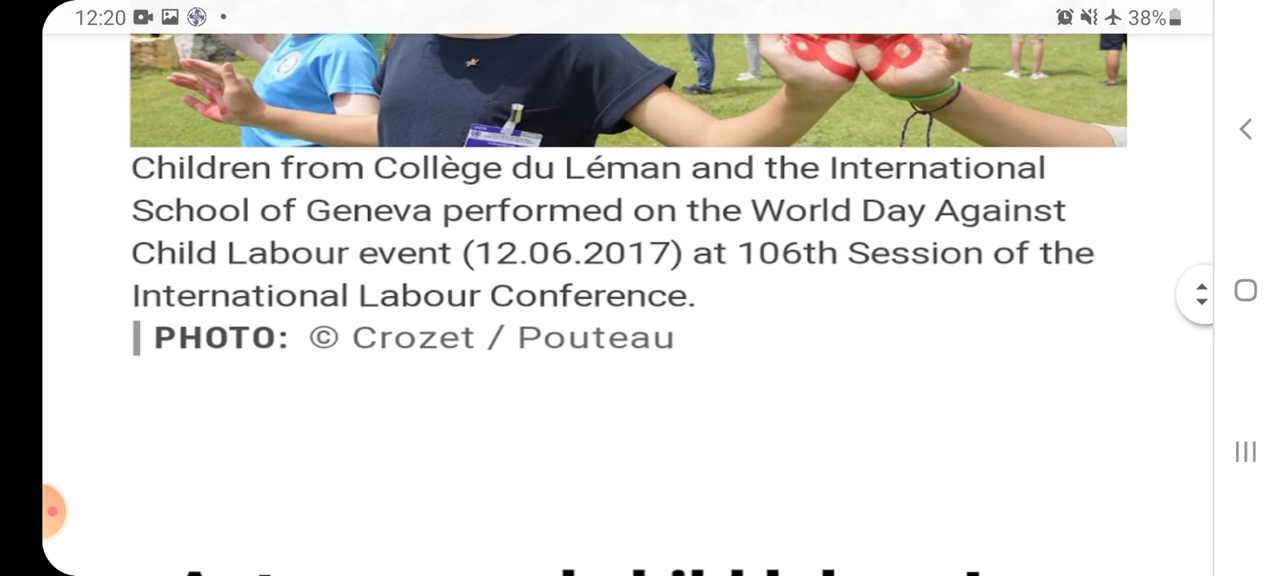 12:20
38%
Children from Collège du Léman and the International
School of Geneva performed on the World Day Against
Child Labour event (12.06.2017) at 106th Session of the
International Labour Conference.
PHOTO: © Crozet / Pouteau